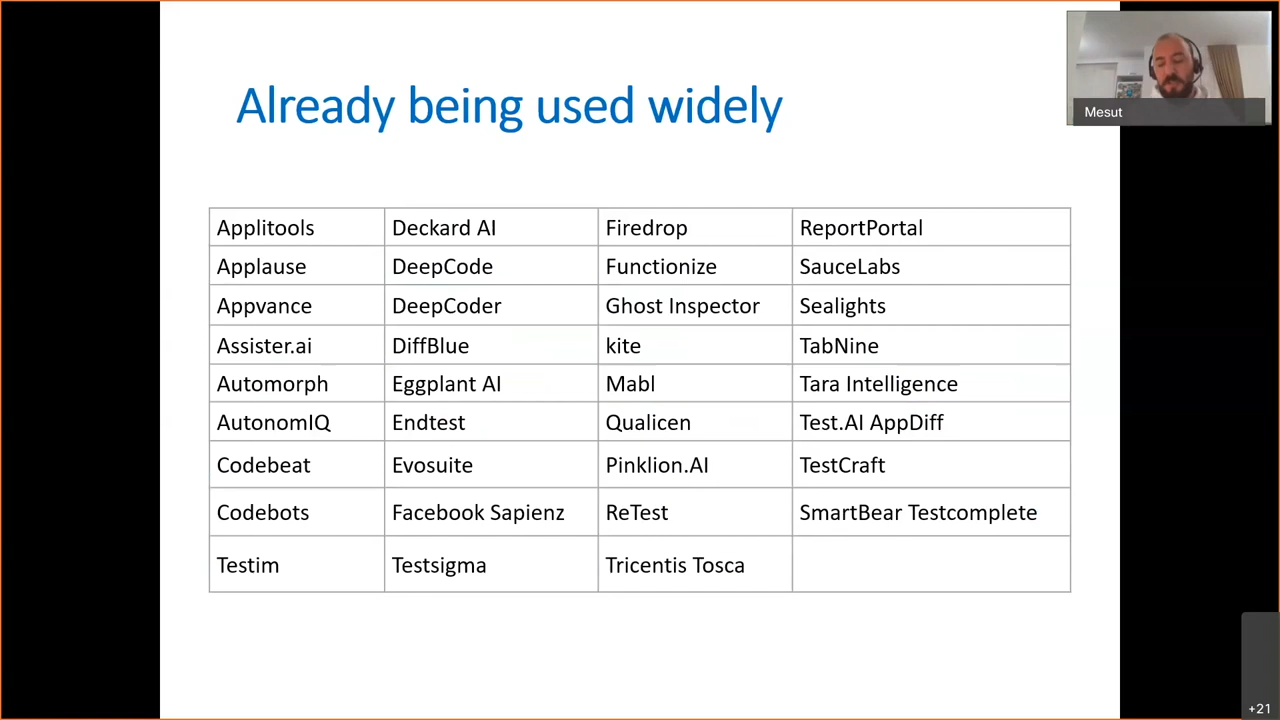 Already being used widely
Mesut
Applitools Deckard AI Firedrop ReportPortal
Applause DeepCode Functionize SauceLabs
Appvance DeepCoder Ghost Inspector Sealights
Assister.ai DiffBlue kite TabNine
Automorph Eggplant AI Mabl Tara Intelligence
AutonomIQ Endtest Qualicen Test.AI AppDiff
Codebeat Evosuite Pinklion.AI TestCraft
Codebots Facebook Sapienz ReTest SmartBear Testcomplete
Testim Testsigma Tricentis Tosca
+21